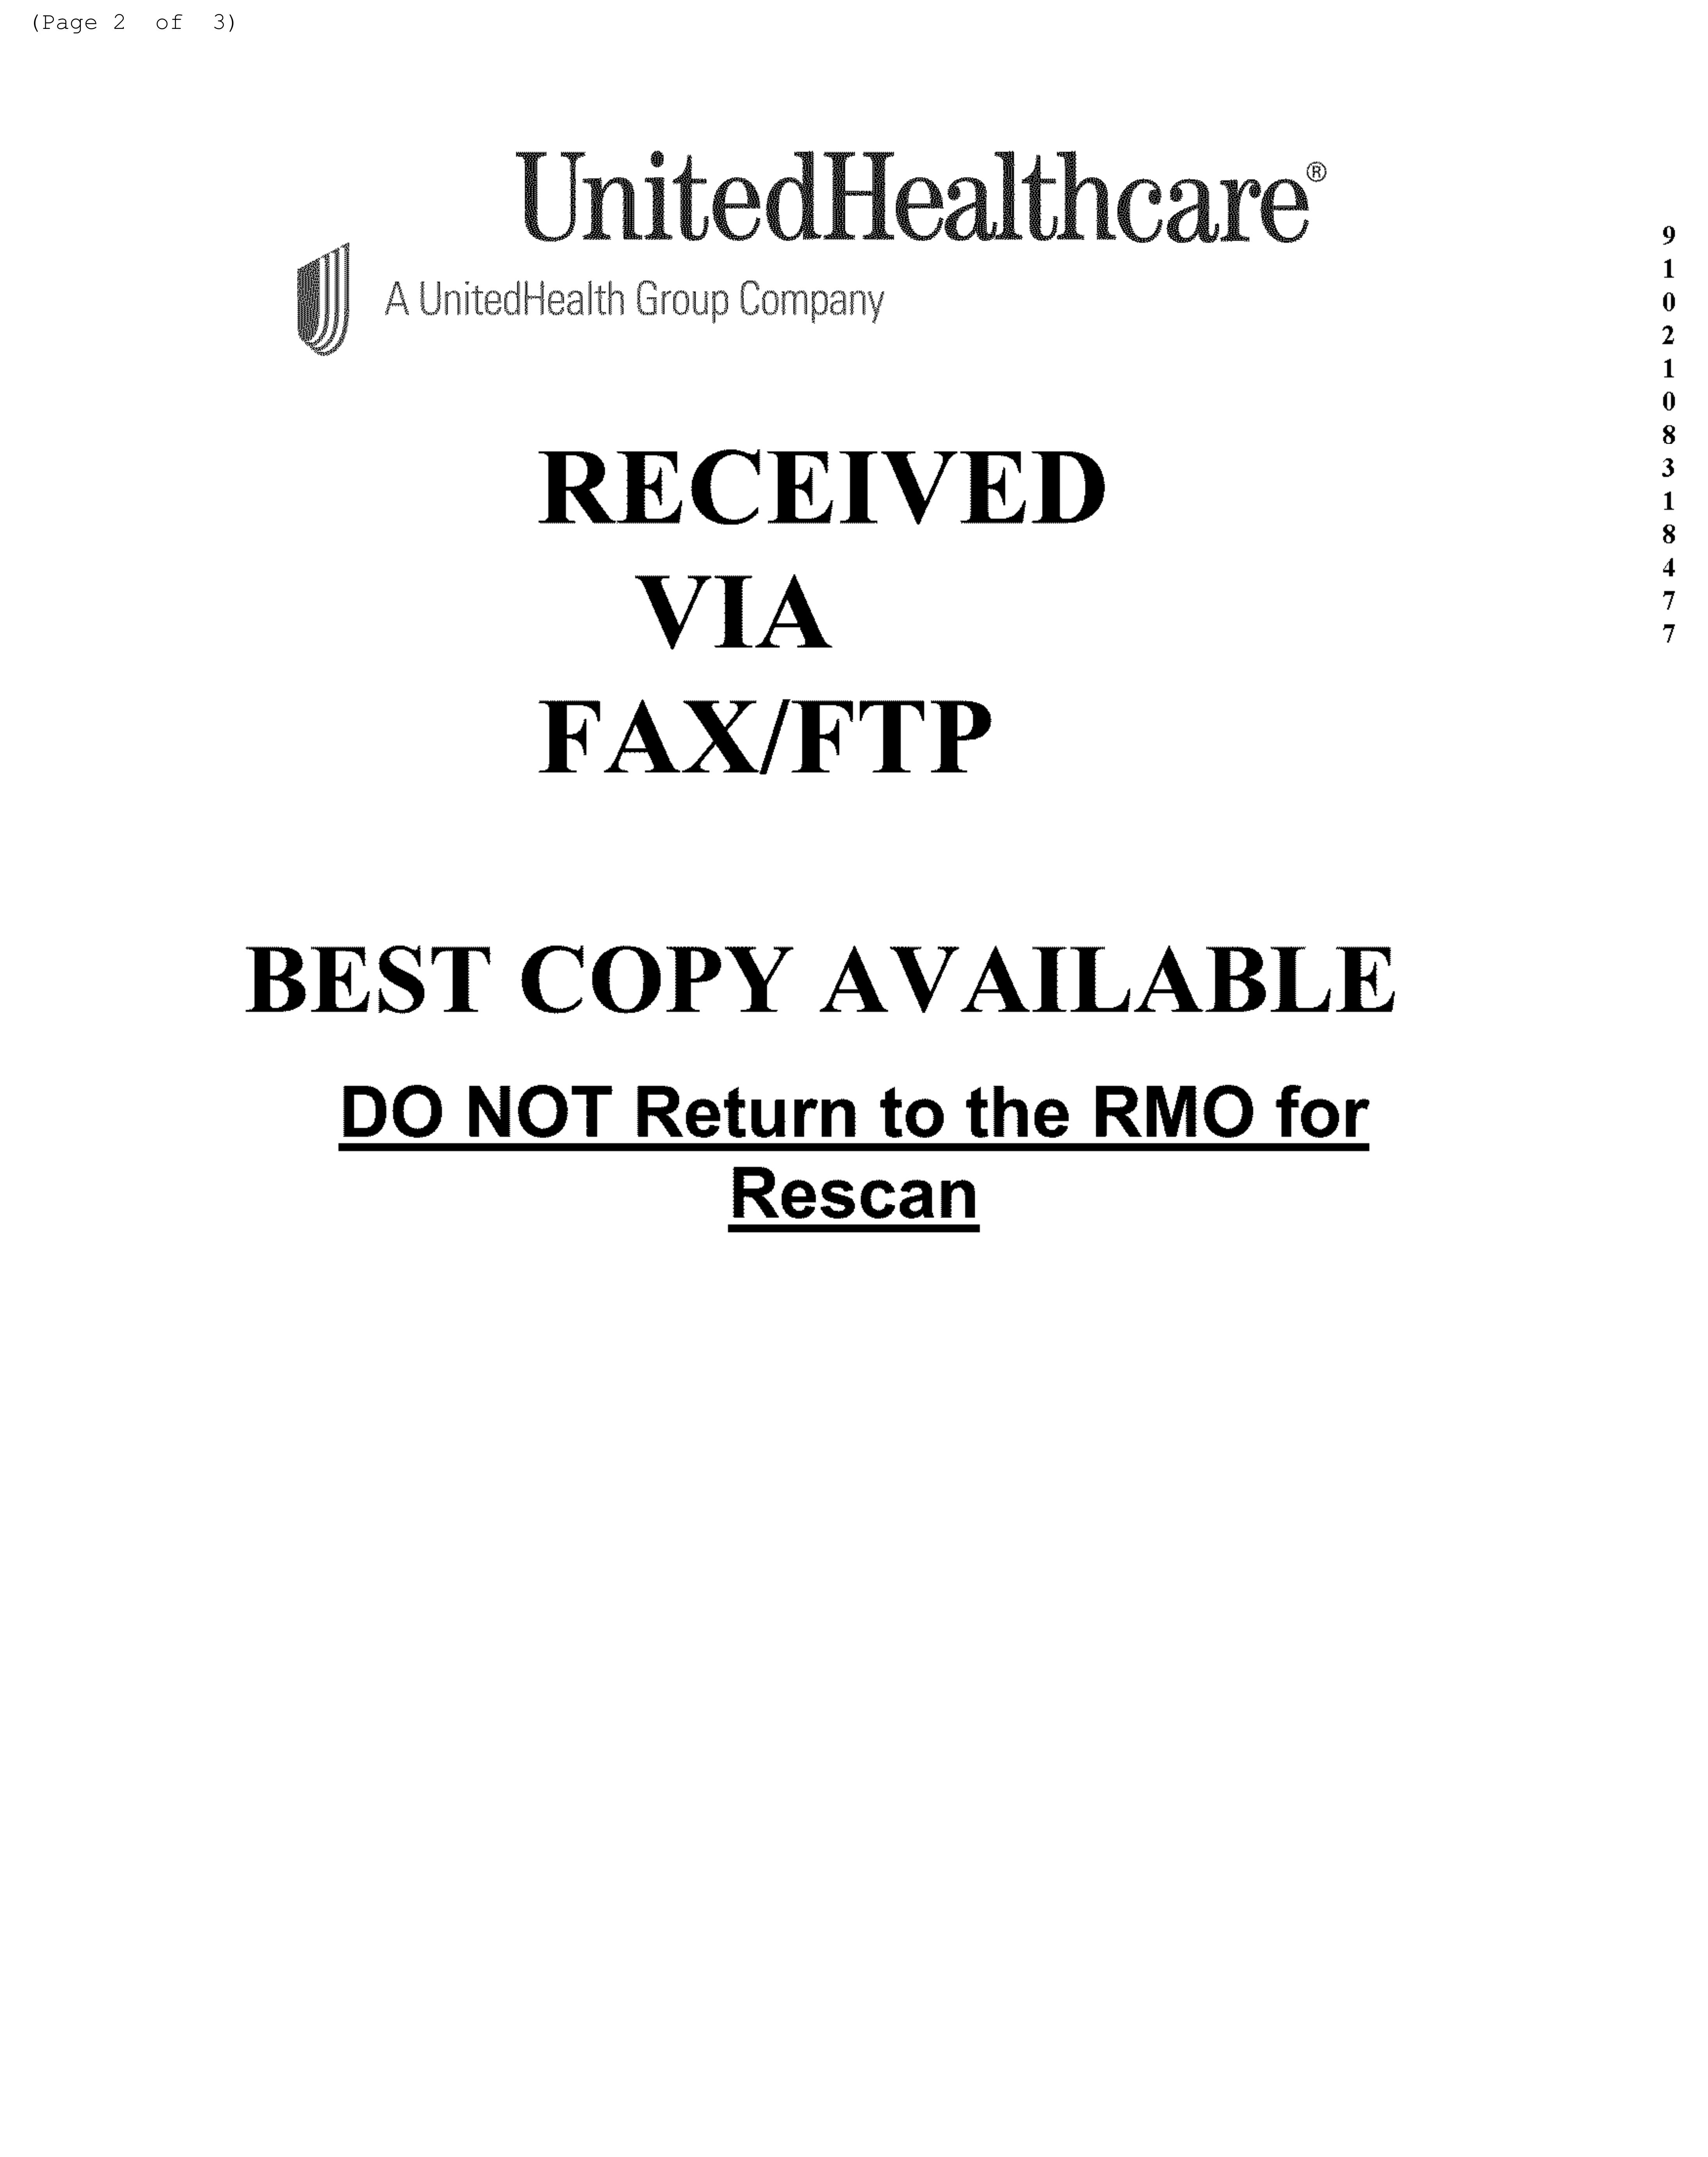 (Page 2 of 3)
UnitedHealthcare®
A UnitedHealth Group Company
RECEIVED
VIA
FAX/FTP
BEST COPY AVAILABLE
DO NOT Return to the RMO for
Rescan
9
1
0
2
1
0
8
3
1
8
4
7
7